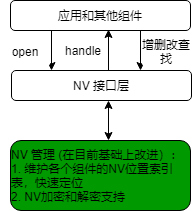 应用和其他组件
open
handle
增删改查
找
NV 接口层
NV 管理 (在目前基础上改进) :
1. 维护各个组件的NV位置索引
表，快速定位
2. NV加密和解密支持